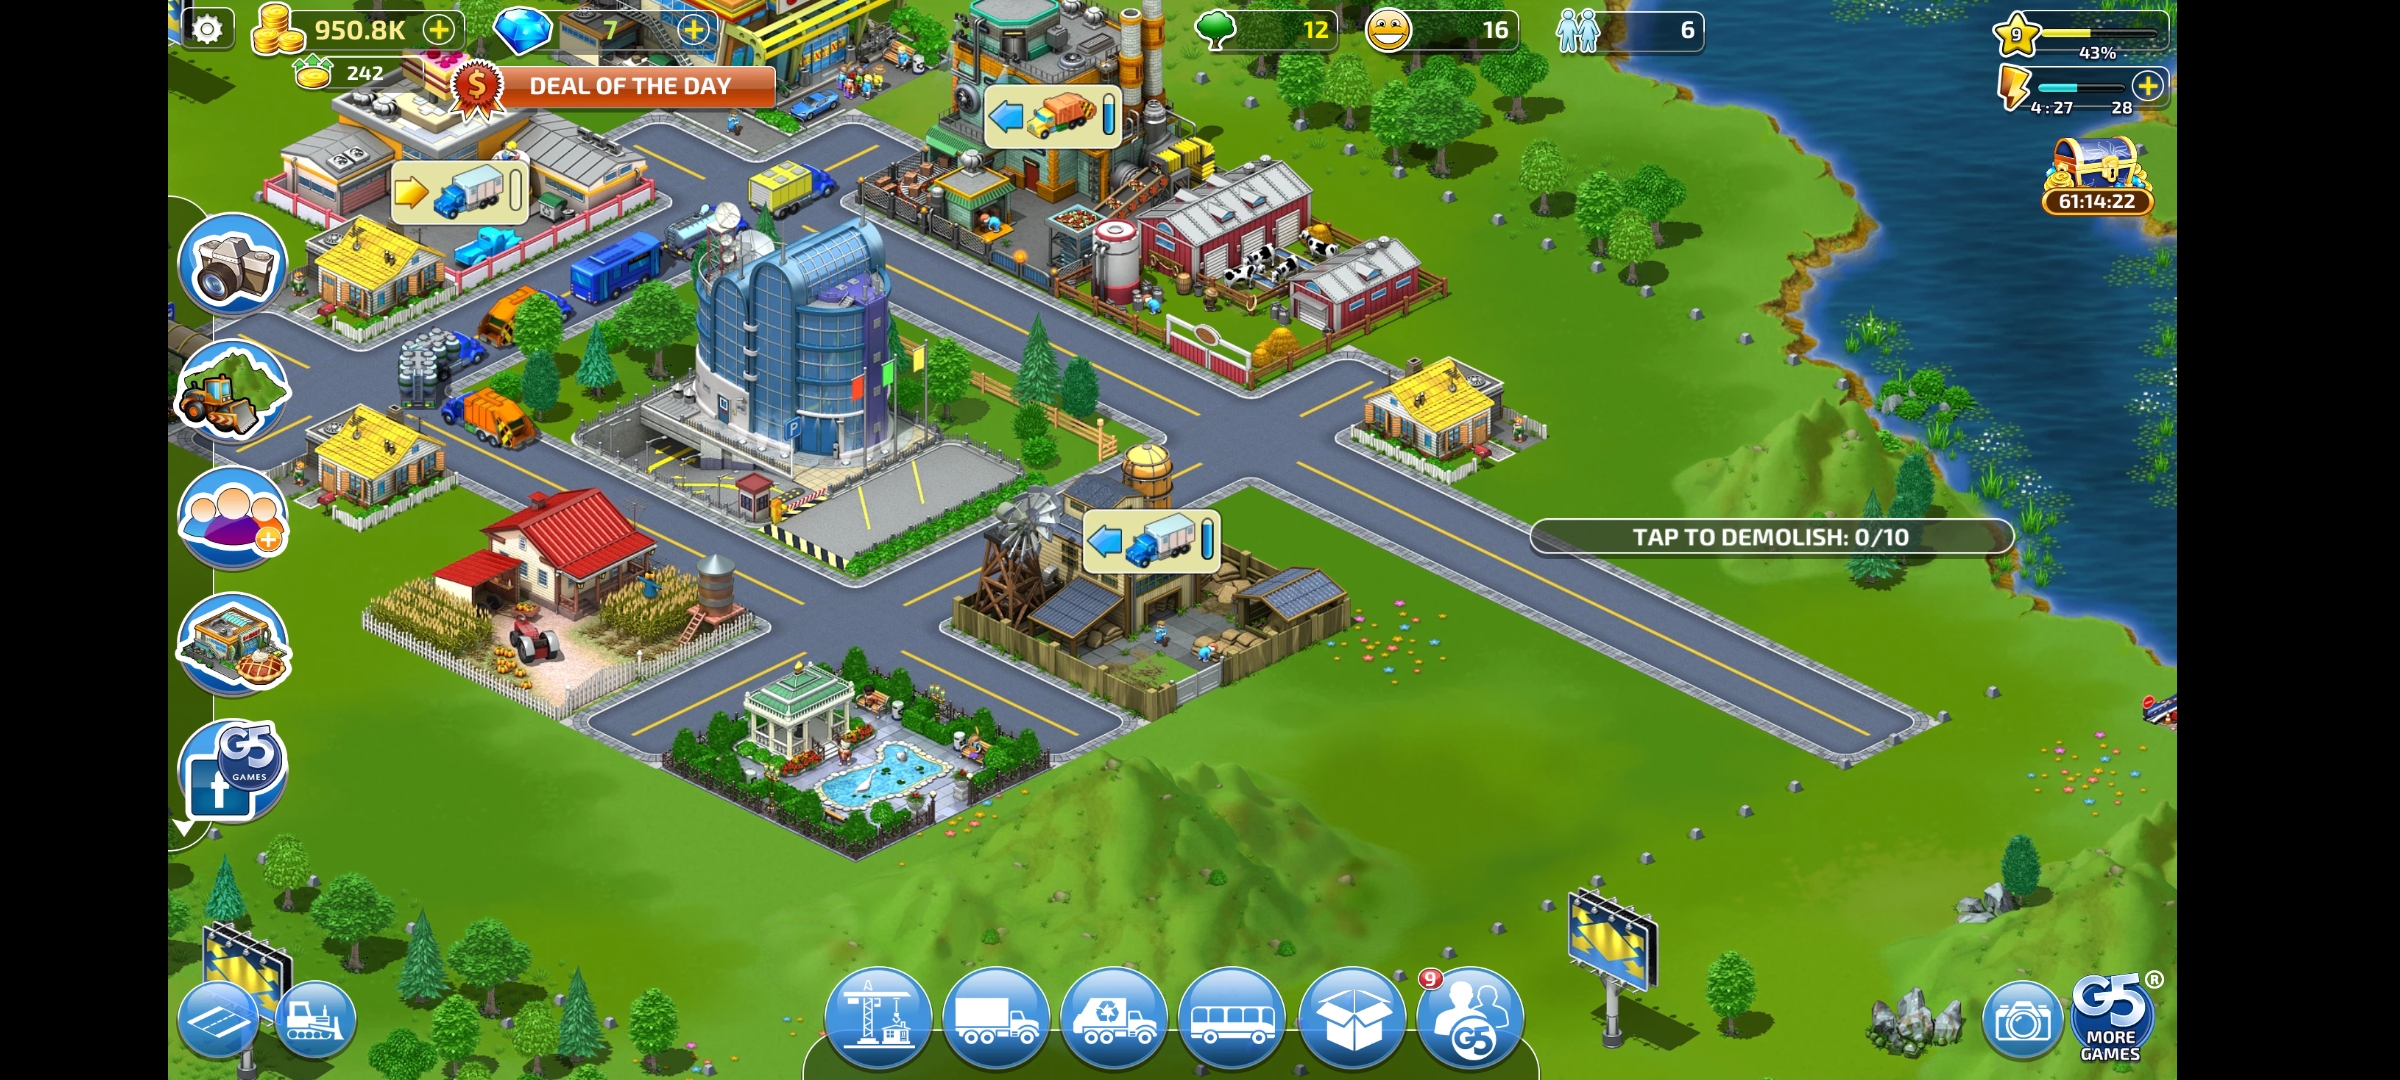 950.8K
7
12
16
6
9
43%
242
DEAL OF THE DAY
4:27
28
61:14:22
P
TAP TO DEMOLISH: 0/10
G5
GAMES
f
9
G5
G5®
MORE
GAMES